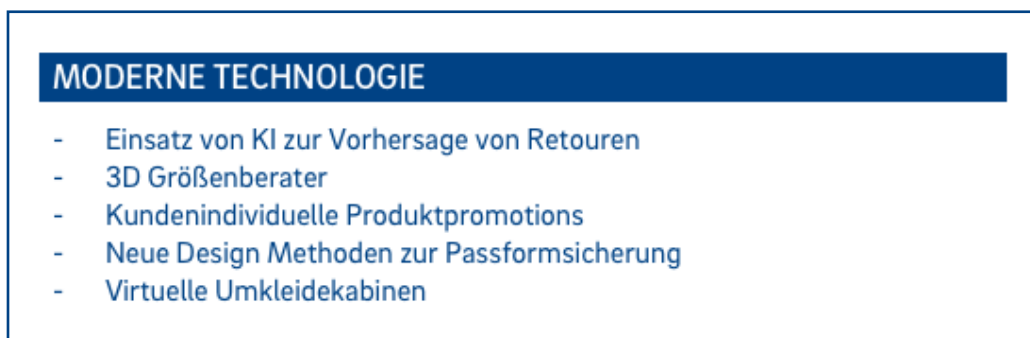 MODERNE TECHNOLOGIE
- Einsatz von KI zur Vorhersage von Retouren
- 3D Größenberater
- Kundenindividuelle Produktpromotions
- Neue Design Methoden zur Passformsicherung
- Virtuelle Umkleidekabinen